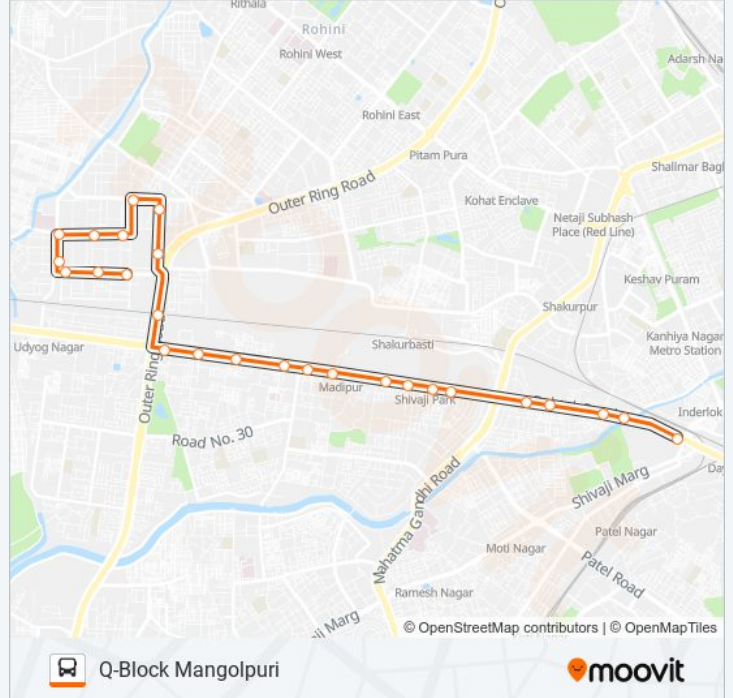 Rithala
Rohini
Rohini West
Adarsh Na
Rohini East
Pitam Pura
Shalimar Bagl
Outer Ring Road
Kohat Enclave
Netaji Subhash
Place (Red Line)
Keshav Puram
Shakurpur
Kanhiya Nagar
Metro Station
Udyog Nagar
Shakurbasti
Outer Ring
Madipur
Shivaji Park
Inderlok
Road No. 30
Shivaji Marg
Mahatma Gandhi Road
Patel Nagar
Moti Nagar
Patel Road
Ramesh Nagar
Marg
© OpenStreetMap contributors | © OpenMapTiles
Q-Block Mangolpuri
moovit